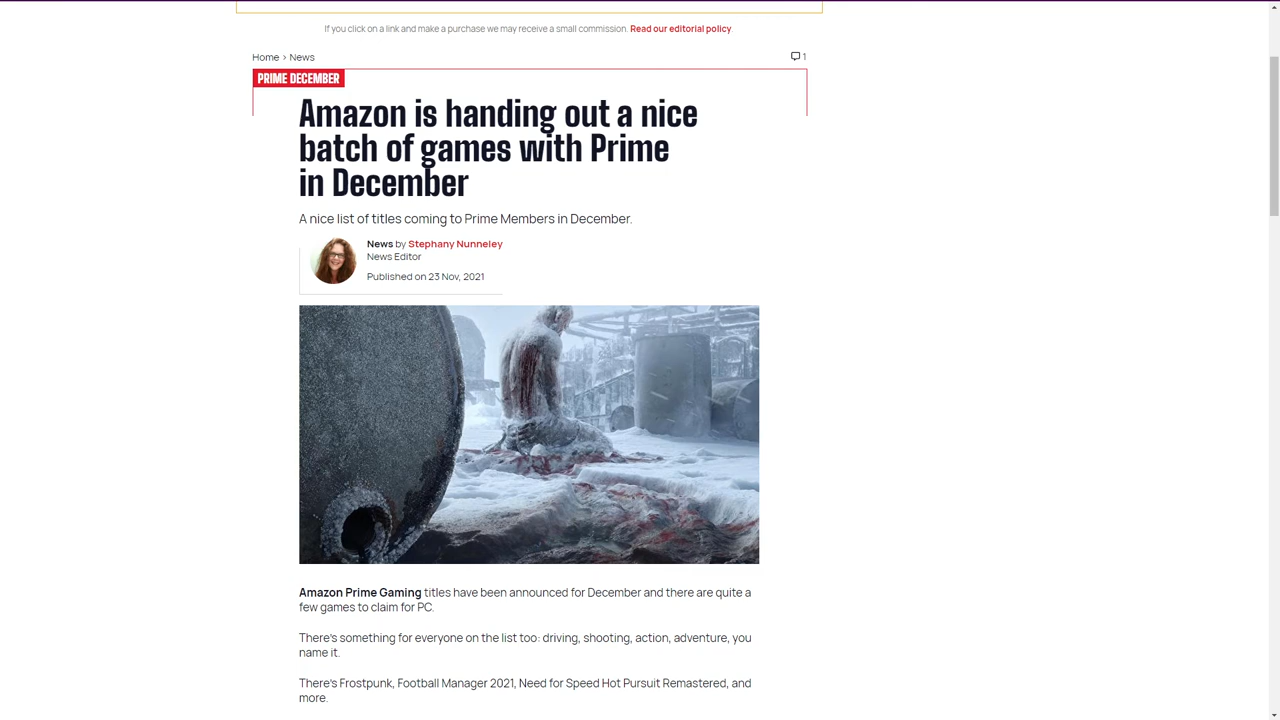 If you click on a link and make a purchase we may receive a small commission. Read our editorial policy
Home > News
1
PRIME DECEMBER
Amazon is handing out a nice
batch of games with Prime
in December
A nice list of titles coming to Prime Members in December.
News by Stephany Nunneley
News Editor
Published on 23 Nov, 2021
Amazon Prime Gaming titles have been announced for December and there are quite a
few games to claim for PC.
There's something for everyone on the list too: driving, shooting, action, adventure, you
name it.
There's Frostpunk, Football Manager 2021, Need for Speed Hot Pursuit Remastered, and
more.